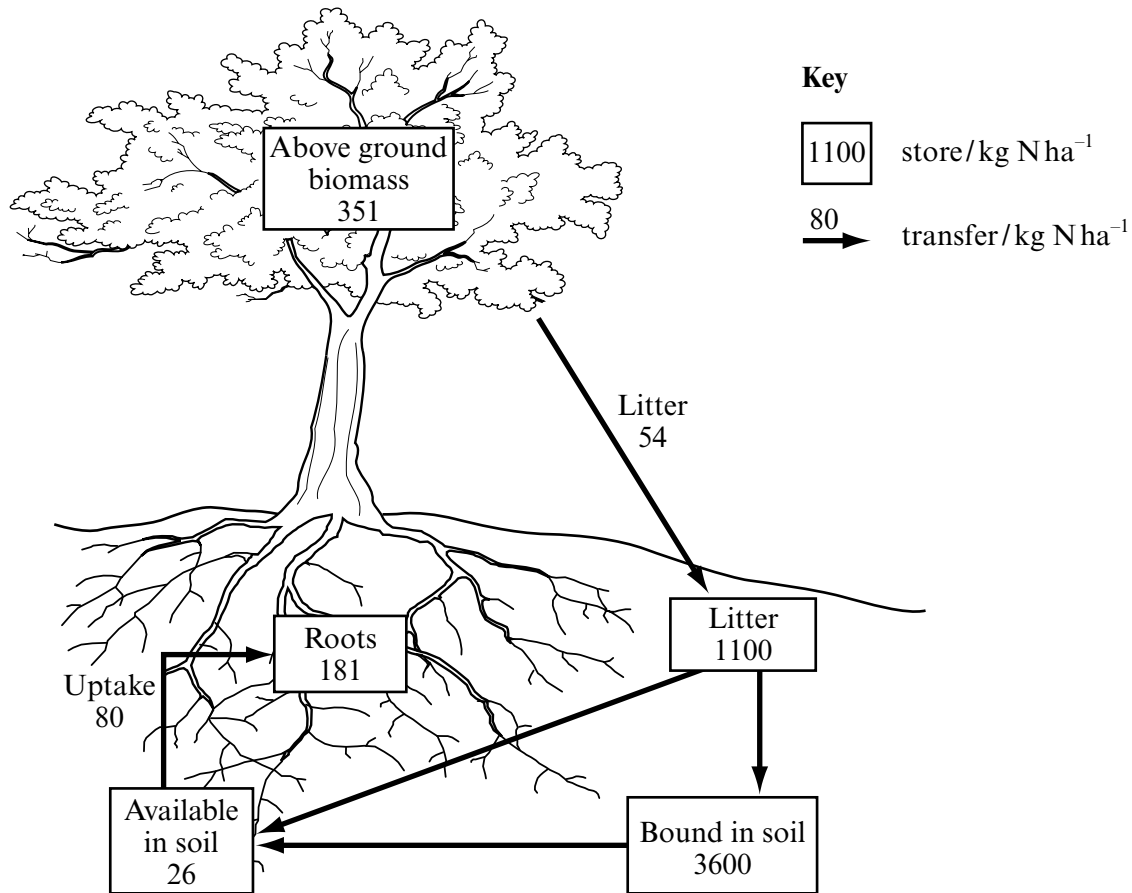 Above ground
biomass
351
Key
1100
store/kg N ha⁻¹
80
transfer/kg N ha⁻¹
Litter
54
Roots
181
Litter
1100
Uptake
80
Available
in soil
26
Bound in soil
3600